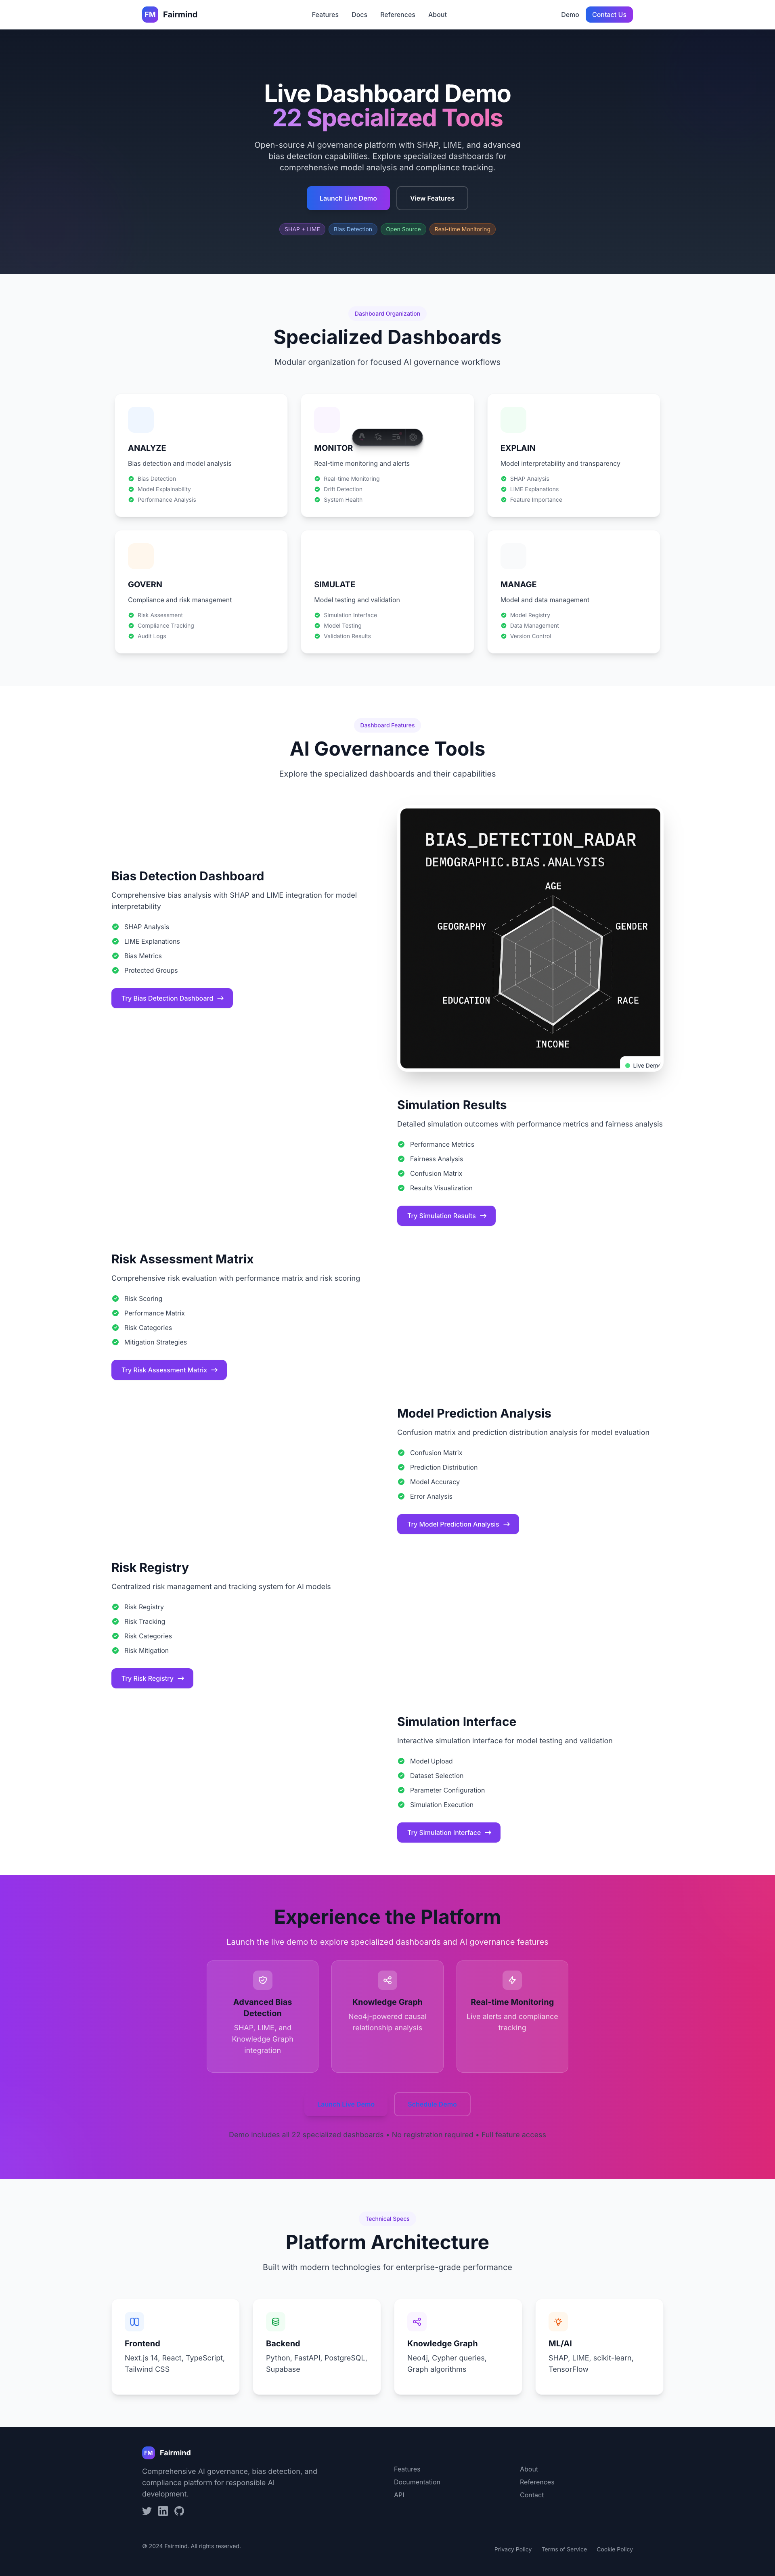 FM Fairmind
Features Docs References About
Demo Contact Us
Live Dashboard Demo
22 Specialized Tools
Open-source AI governance platform with SHAP, LIME, and advanced
bias detection capabilities. Explore specialized dashboards for
comprehensive model analysis and compliance tracking.
Launch Live Demo View Features
SHAP + LIME Bias Detection Open Source Real-time Monitoring
Dashboard Organization
Specialized Dashboards
Modular organization for focused AI governance workflows
ANALYZE
Bias detection and model analysis
Bias Detection
Model Explainability
Performance Analysis
MONITOR
Real-time monitoring and alerts
Real-time Monitoring
Drift Detection
System Health
EXPLAIN
Model interpretability and transparency
SHAP Analysis
LIME Explanations
Feature Importance
GOVERN
Compliance and risk management
Risk Assessment
Compliance Tracking
Audit Logs
SIMULATE
Model testing and validation
Simulation Interface
Model Testing
Validation Results
MANAGE
Model and data management
Model Registry
Data Management
Version Control
Dashboard Features
AI Governance Tools
Explore the specialized dashboards and their capabilities
Bias Detection Dashboard
Comprehensive bias analysis with SHAP and LIME integration for model
interpretability
SHAP Analysis
LIME Explanations
Bias Metrics
Protected Groups
Try Bias Detection Dashboard →
BIAS_DETECTION_RADAR
DEMOGRAPHIC.BIAS.ANALYSIS
AGE
GEOGRAPHY
GENDER
EDUCATION
RACE
INCOME
Live Demo
Simulation Results
Detailed simulation outcomes with performance metrics and fairness analysis
Performance Metrics
Fairness Analysis
Confusion Matrix
Results Visualization
Try Simulation Results →
Risk Assessment Matrix
Comprehensive risk evaluation with performance matrix and risk scoring
Risk Scoring
Performance Matrix
Risk Categories
Mitigation Strategies
Try Risk Assessment Matrix →
Model Prediction Analysis
Confusion matrix and prediction distribution analysis for model evaluation
Confusion Matrix
Prediction Distribution
Model Accuracy
Error Analysis
Try Model Prediction Analysis →
Risk Registry
Centralized risk management and tracking system for AI models
Risk Registry
Risk Tracking
Risk Categories
Risk Mitigation
Try Risk Registry →
Simulation Interface
Interactive simulation interface for model testing and validation
Model Upload
Dataset Selection
Parameter Configuration
Simulation Execution
Try Simulation Interface →
Experience the Platform
Launch the live demo to explore specialized dashboards and AI governance features
Advanced Bias
Detection
SHAP, LIME, and
Knowledge Graph
integration
Knowledge Graph
Neo4j-powered causal
relationship analysis
Real-time Monitoring
Live alerts and compliance
tracking
Demo includes all 22 specialized dashboards • No registration required • Full feature access
Technical Specs
Platform Architecture
Built with modern technologies for enterprise-grade performance
Frontend
Next.js 14, React, TypeScript,
Tailwind CSS
Backend
Python, FastAPI, PostgreSQL,
Supabase
Knowledge Graph
Neo4j, Cypher queries,
Graph algorithms
ML/AI
SHAP, LIME, scikit-learn,
TensorFlow
FM Fairmind
Comprehensive AI governance, bias detection, and
compliance platform for responsible AI
development.
Features
Documentation
API
About
References
Contact
© 2024 Fairmind. All rights reserved.
Privacy Policy Terms of Service Cookie Policy